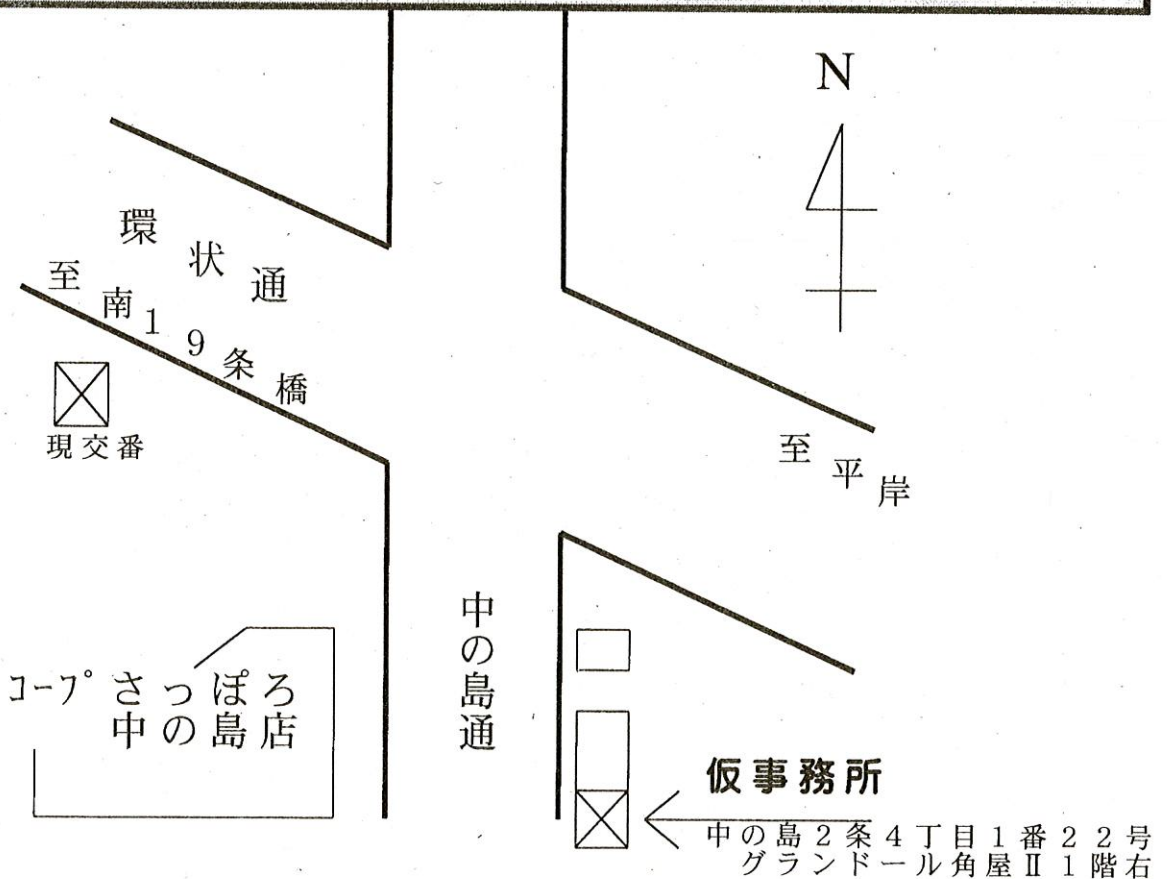 N
環状通
至南19条橋
現交番
至平岸
中の島通
コープさっぽろ
中の島店
仮事務所
中の島2条4丁目1番22号
グランドール角屋Ⅱ1階右